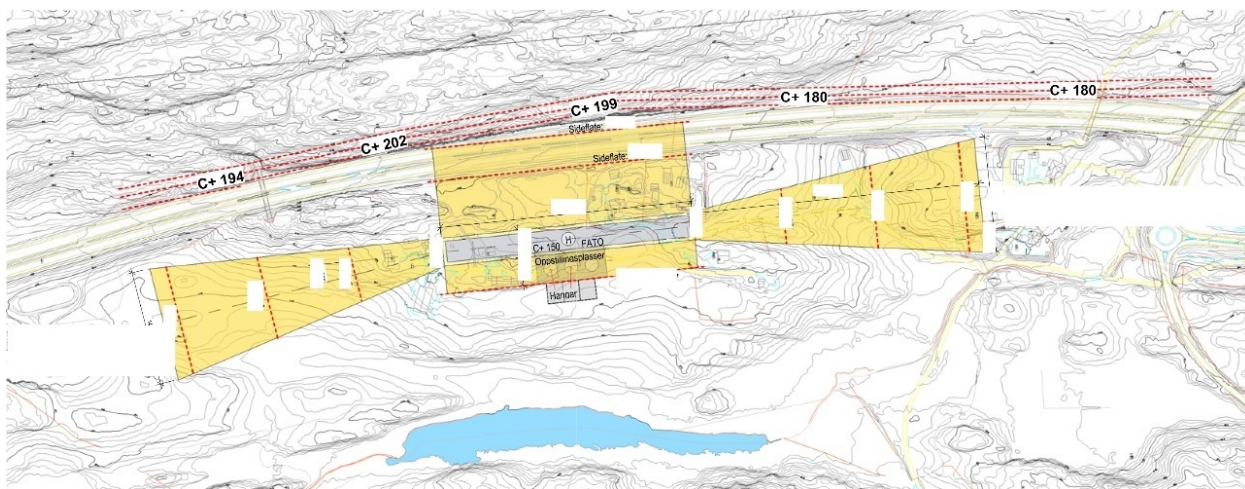 C+ 194
C+ 202
C+ 199
C+ 180
C+ 180
Sideflate:
Sideflate:
C+ 150
H
FATO
Oppstillingsplasser
Hangar